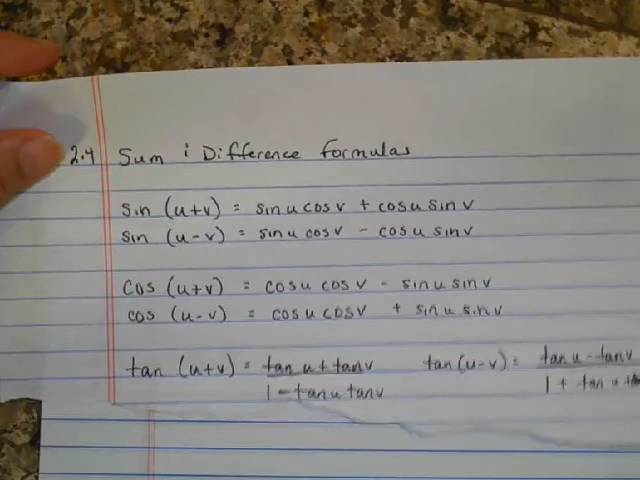 2.4 Sum & Difference Formulas
sin (u+v) = sin u cos v + cos u sin v
sin (u-v) = sin u cos v - cos u sin v
cos (u+v) = cos u cos v - sin u sin v
cos (u-v) = cos u cos v + sin u sin v
tan (u+v) = tan u + tan v / 1 - tan u tan v
tan (u-v) = tan u - tan v / 1 + tan u